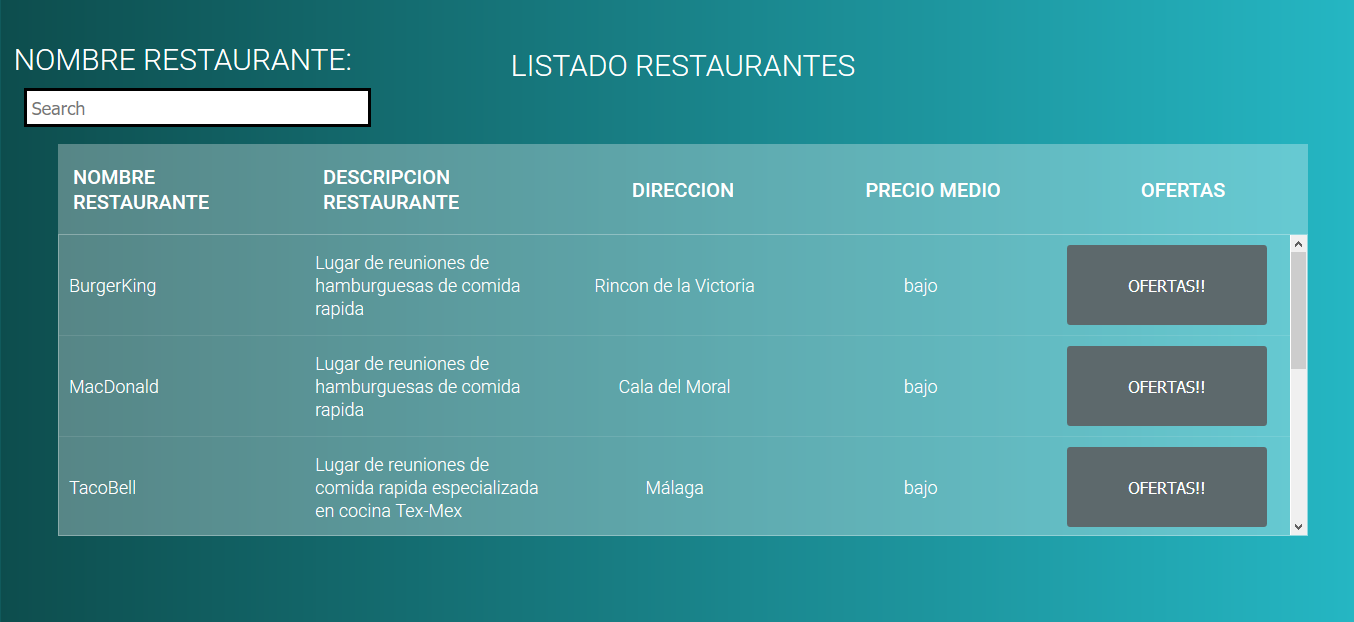 NOMBRE RESTAURANTE:
LISTADO RESTAURANTES
Search
NOMBRE
RESTAURANTE
DESCRIPCION
RESTAURANTE
DIRECCION
PRECIO MEDIO
OFERTAS
BurgerKing
Lugar de reuniones de
hamburguesas de comida
rapida
Rincon de la Victoria
bajo
OFERTAS!!
MacDonald
Lugar de reuniones de
hamburguesas de comida
rapida
Cala del Moral
bajo
OFERTAS!!
TacoBell
Lugar de reuniones de
comida rapida especializada
en cocina Tex-Mex
Málaga
bajo
OFERTAS!!